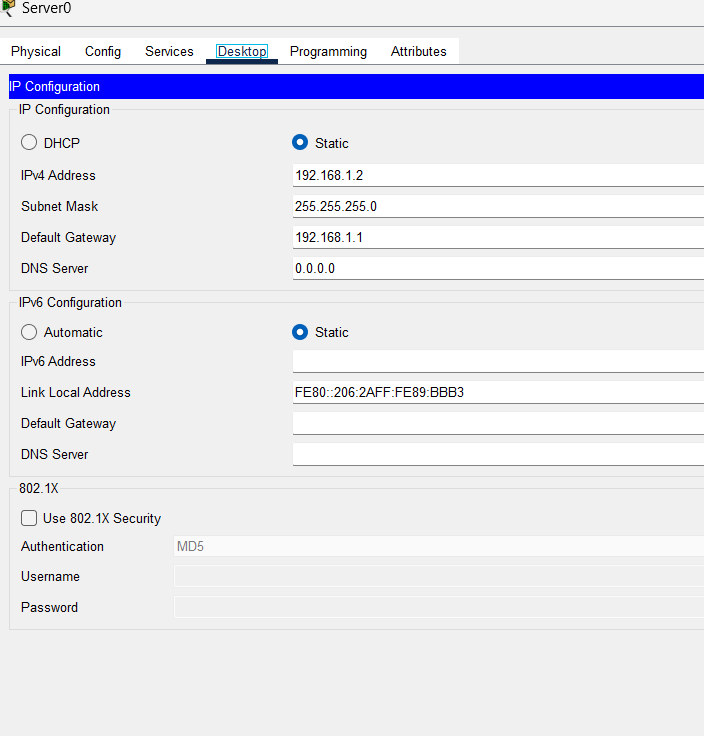 Server0
Physical Config Services Desktop Programming Attributes
IP Configuration
IP Configuration
DHCP Static
IPv4 Address 192.168.1.2
Subnet Mask 255.255.255.0
Default Gateway 192.168.1.1
DNS Server 0.0.0.0
IPv6 Configuration
Automatic Static
IPv6 Address
Link Local Address FE80::206:2AFF:FE89:BBB3
Default Gateway
DNS Server
802.1X
Use 802.1X Security
Authentication MD5
Username
Password